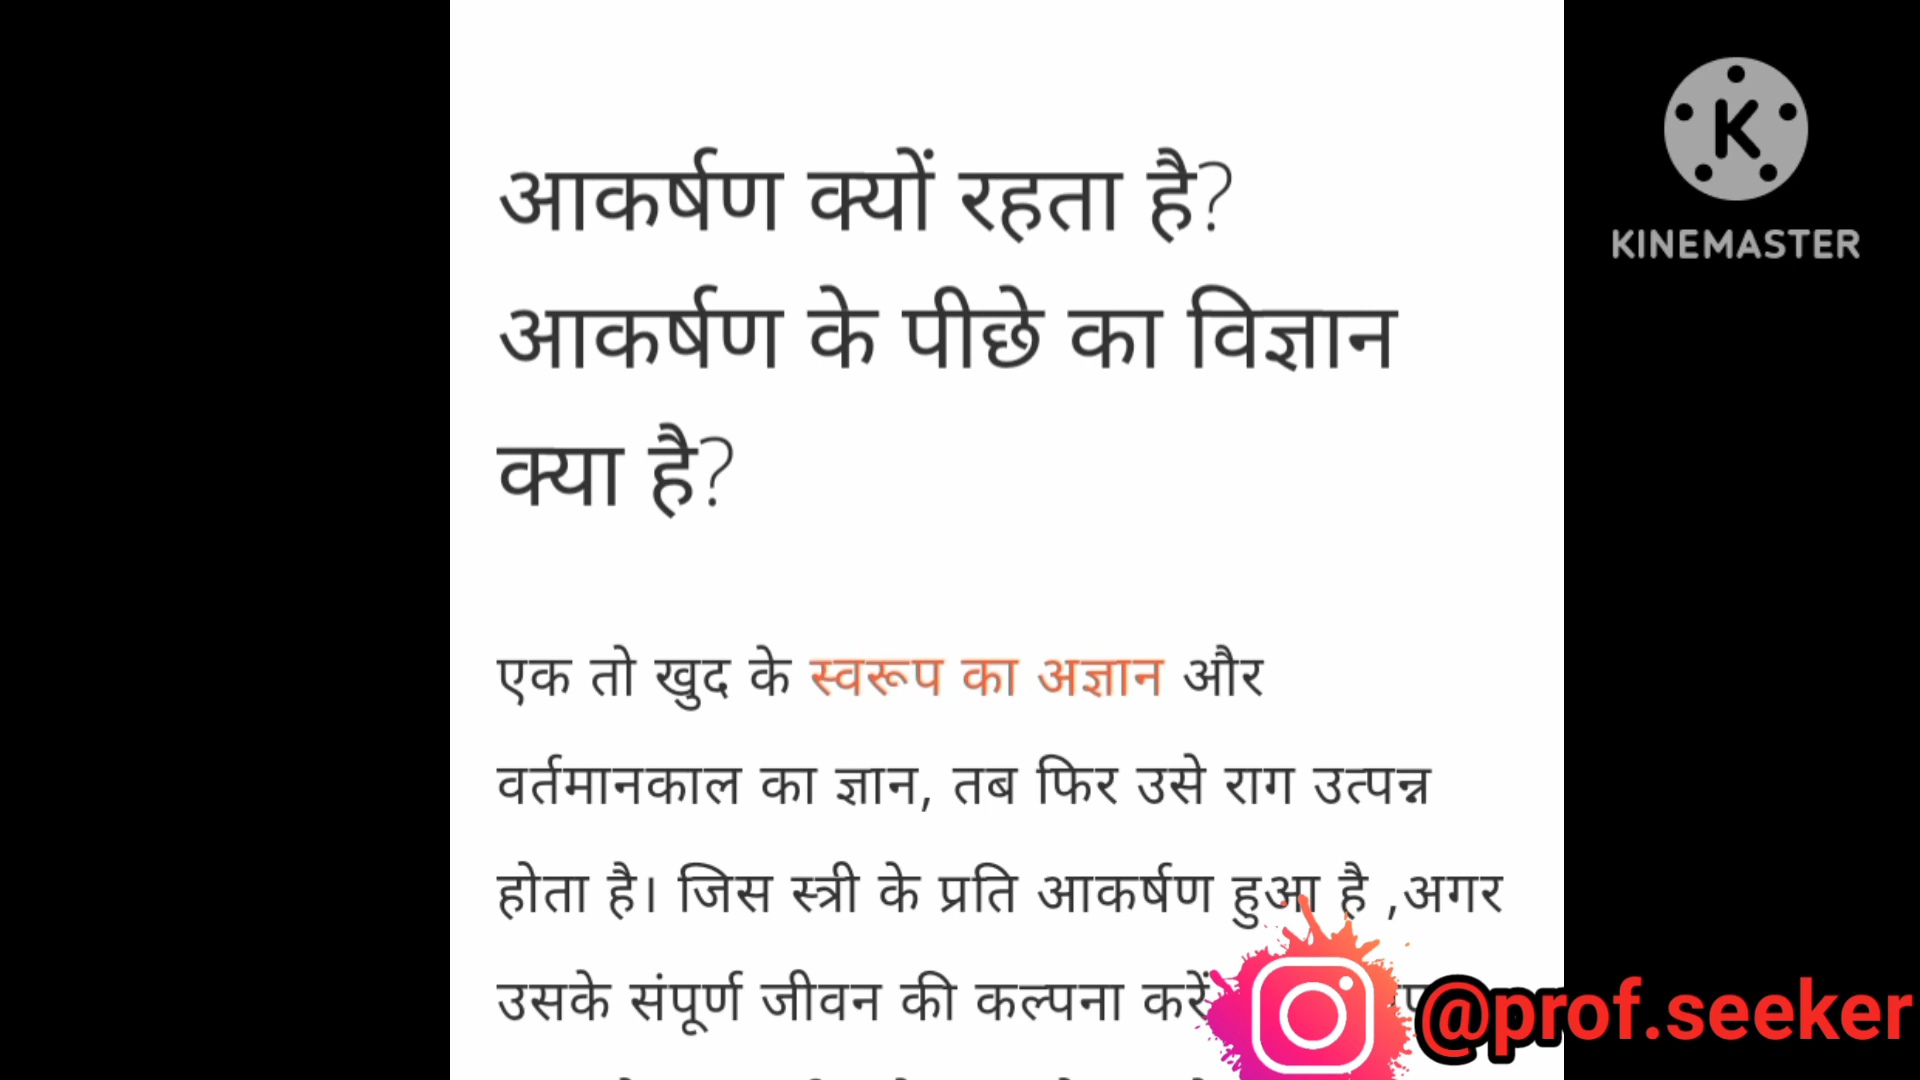 आकर्षण क्यों रहता है?
आकर्षण के पीछे का विज्ञान
क्या है?
एक तो खुद के स्वरूप का अज्ञान और
वर्तमानकाल का ज्ञान, तब फिर उसे राग उत्पन्न
होता है। जिस स्त्री के प्रति आकर्षण हुआ है ,अगर
उसके संपूर्ण जीवन की कल्पना करें
K
KINEMASTER
@prof.seeker